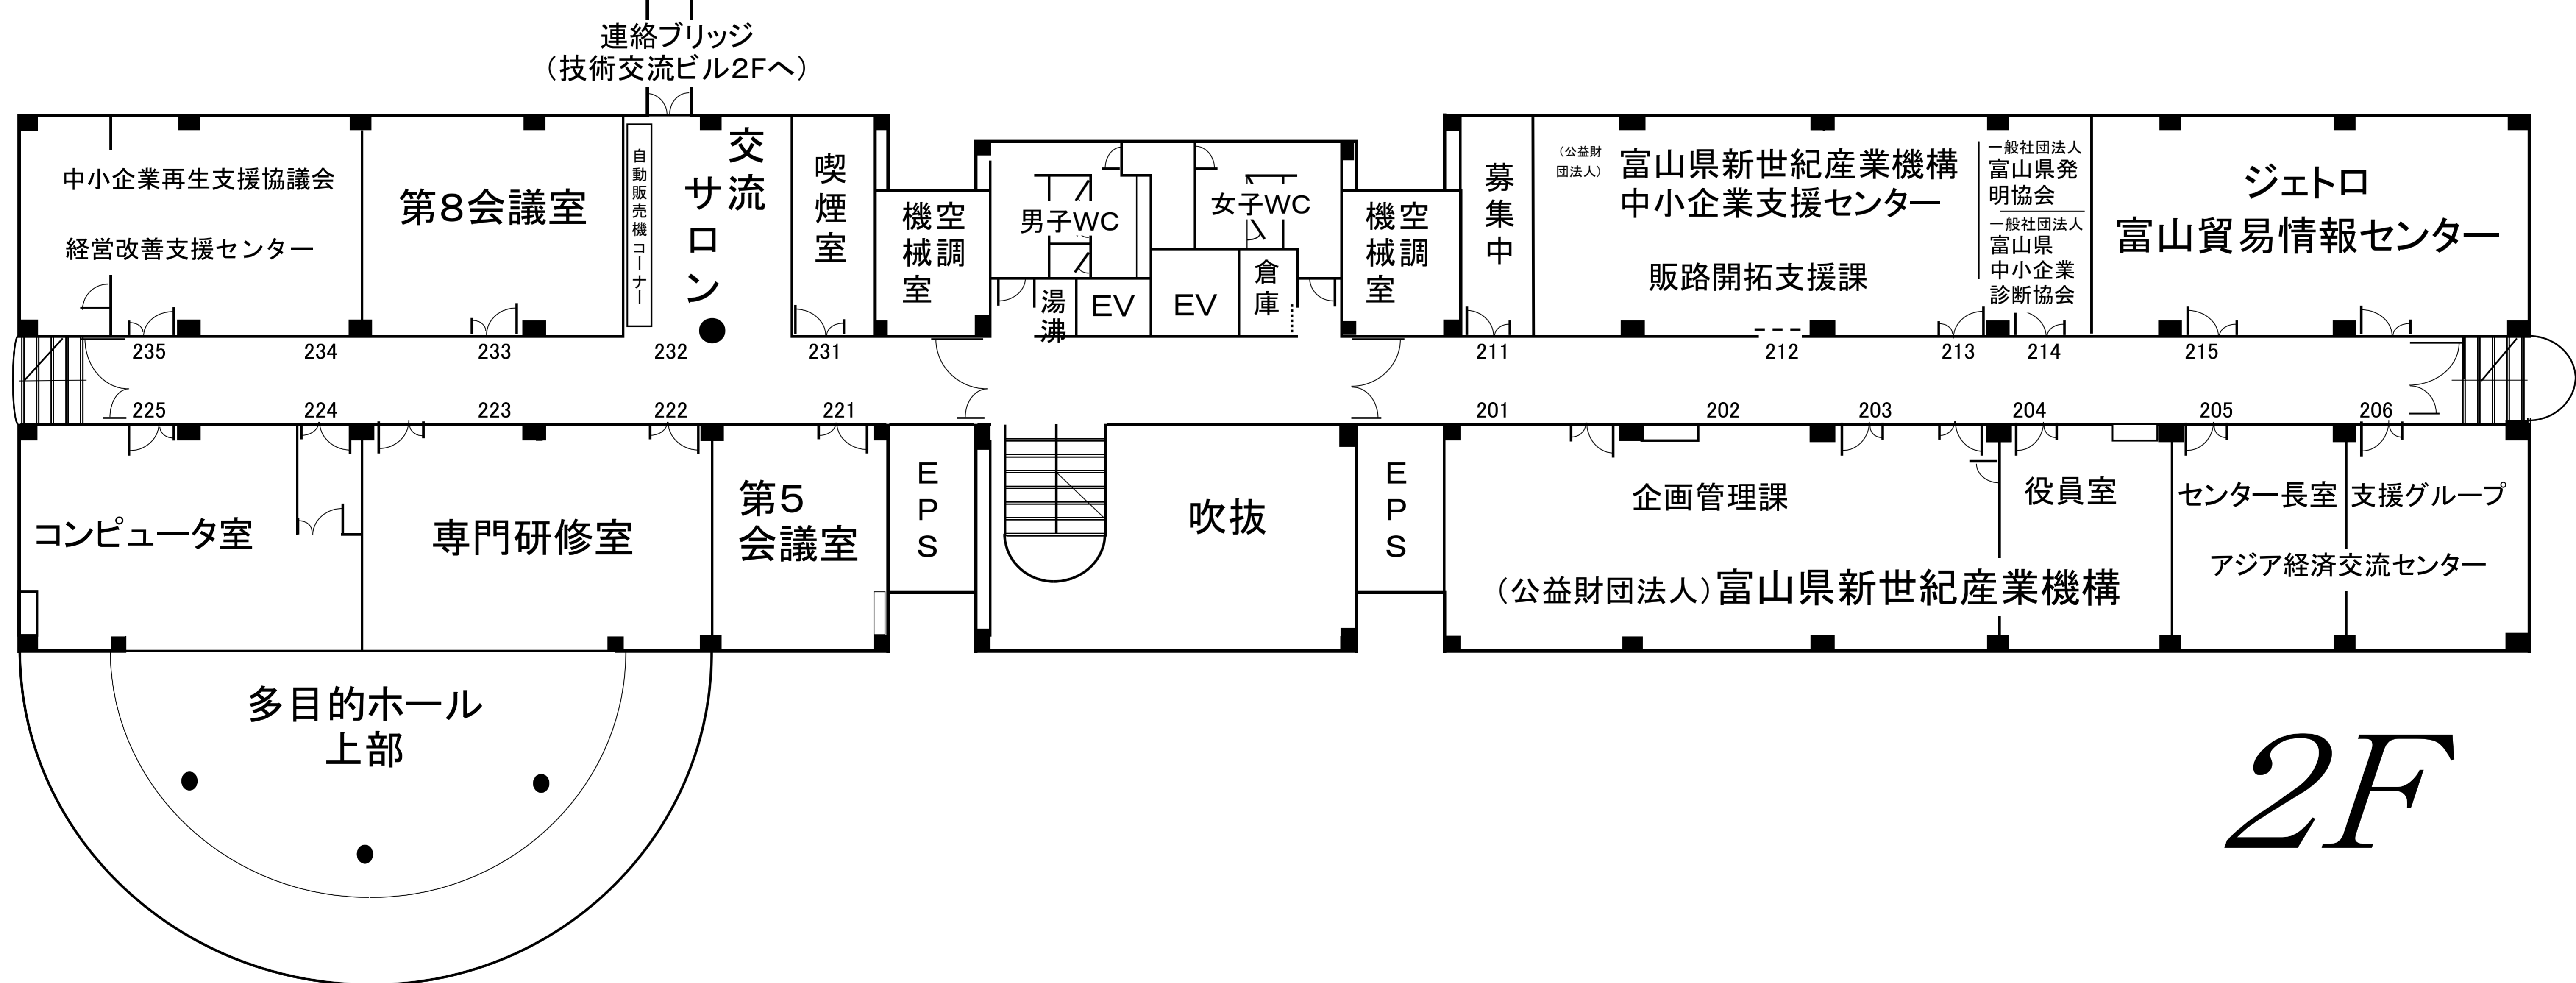 連絡ブリッジ
（技術交流ビル2Fへ）
中小企業再生支援協議会
経営改善支援センター
第8会議室
自動販売機コーナー
交流
サロン
喫煙室
空調
機械室
男子WC
女子WC
湯沸
EV
EV
倉庫
空調
機械室
募集中
（公益財
団法人）
富山県新世紀産業機構
中小企業支援センター
販路開拓支援課
一般社団法人
富山県発
明協会
一般社団法人
富山県
中小企業
診断協会
ジェトロ
富山貿易情報センター
235
234
233
232
231
211
212
213
214
215
225
224
223
222
221
201
202
203
204
205
206
コンピュータ室
専門研修室
第5
会議室
EPS
吹抜
EPS
企画管理課
役員室
センター長室
支援グループ
アジア経済交流センター
（公益財団法人）富山県新世紀産業機構
多目的ホール
上部
2F